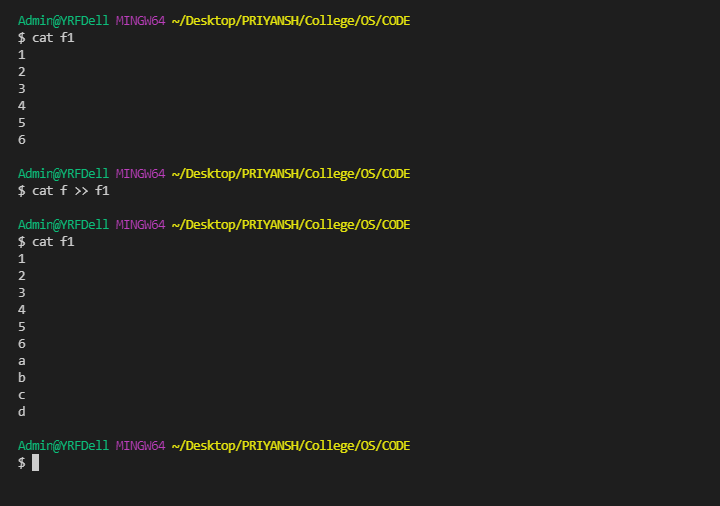 Admin@YRFDell MINGW64 ~/Desktop/PRIYANSH/College/OS/CODE
$ cat f1
1
2
3
4
5
6
Admin@YRFDell MINGW64 ~/Desktop/PRIYANSH/College/OS/CODE
$ cat f >> f1
Admin@YRFDell MINGW64 ~/Desktop/PRIYANSH/College/OS/CODE
$ cat f1
1
2
3
4
5
6
a
b
c
d
Admin@YRFDell MINGW64 ~/Desktop/PRIYANSH/College/OS/CODE
$